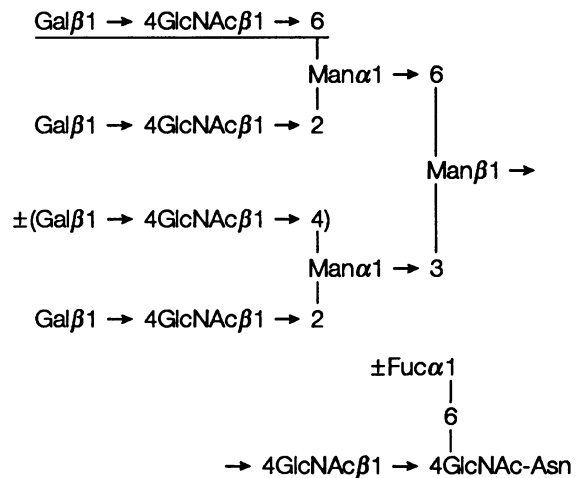 Galβ1 → 4GlcNAcβ1 → 6
Manα1 → 6
Galβ1 → 4GlcNAcβ1 → 2
Manβ1 →
±(Galβ1 → 4GlcNAcβ1 → 4)
Manα1 → 3
Galβ1 → 4GlcNAcβ1 → 2
±Fucα1
6
→ 4GlcNAcβ1 → 4GlcNAc-Asn